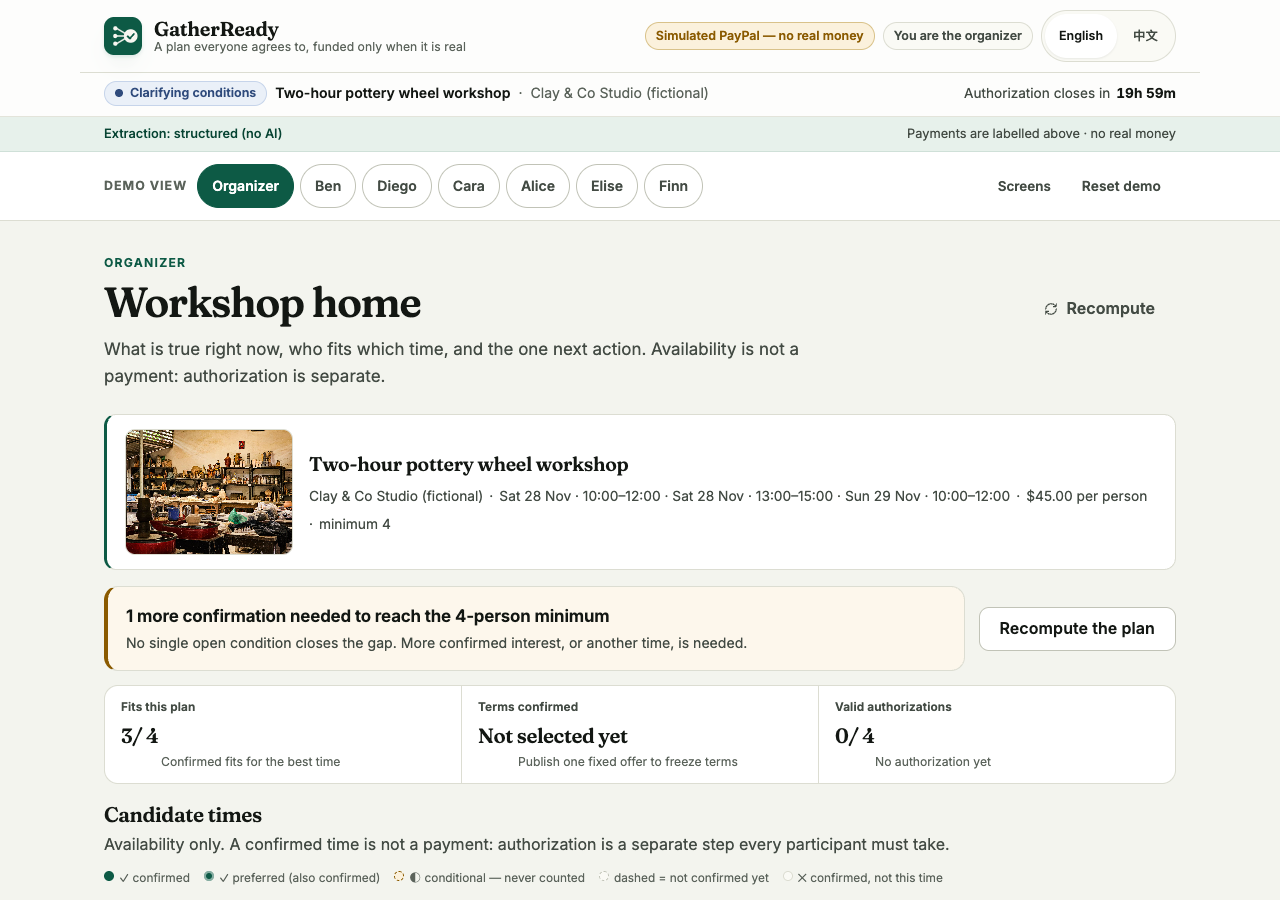 GatherReady
A plan everyone agrees to, funded only when it is real
Simulated PayPal — no real money
You are the organizer
English
中文
Clarifying conditions
Two-hour pottery wheel workshop · Clay & Co Studio (fictional)
Authorization closes in 19h 59m
Extraction: structured (no AI)
Payments are labelled above · no real money
DEMO VIEW
Organizer
Ben
Diego
Cara
Alice
Elise
Finn
Screens
Reset demo
ORGANIZER
Workshop home
Recompute
What is true right now, who fits which time, and the one next action. Availability is not a
payment: authorization is separate.
Two-hour pottery wheel workshop
Clay & Co Studio (fictional) · Sat 28 Nov · 10:00–12:00 · Sat 28 Nov · 13:00–15:00 · Sun 29 Nov · 10:00–12:00 · $45.00 per person
· minimum 4
1 more confirmation needed to reach the 4-person minimum
No single open condition closes the gap. More confirmed interest, or another time, is needed.
Recompute the plan
Fits this plan
3/4
Confirmed fits for the best time
Terms confirmed
Not selected yet
Publish one fixed offer to freeze terms
Valid authorizations
0/4
No authorization yet
Candidate times
Availability only. A confirmed time is not a payment: authorization is a separate step every participant must take.
✓ confirmed
✓ preferred (also confirmed)
◐ conditional — never counted
dashed = not confirmed yet
✕ confirmed, not this time